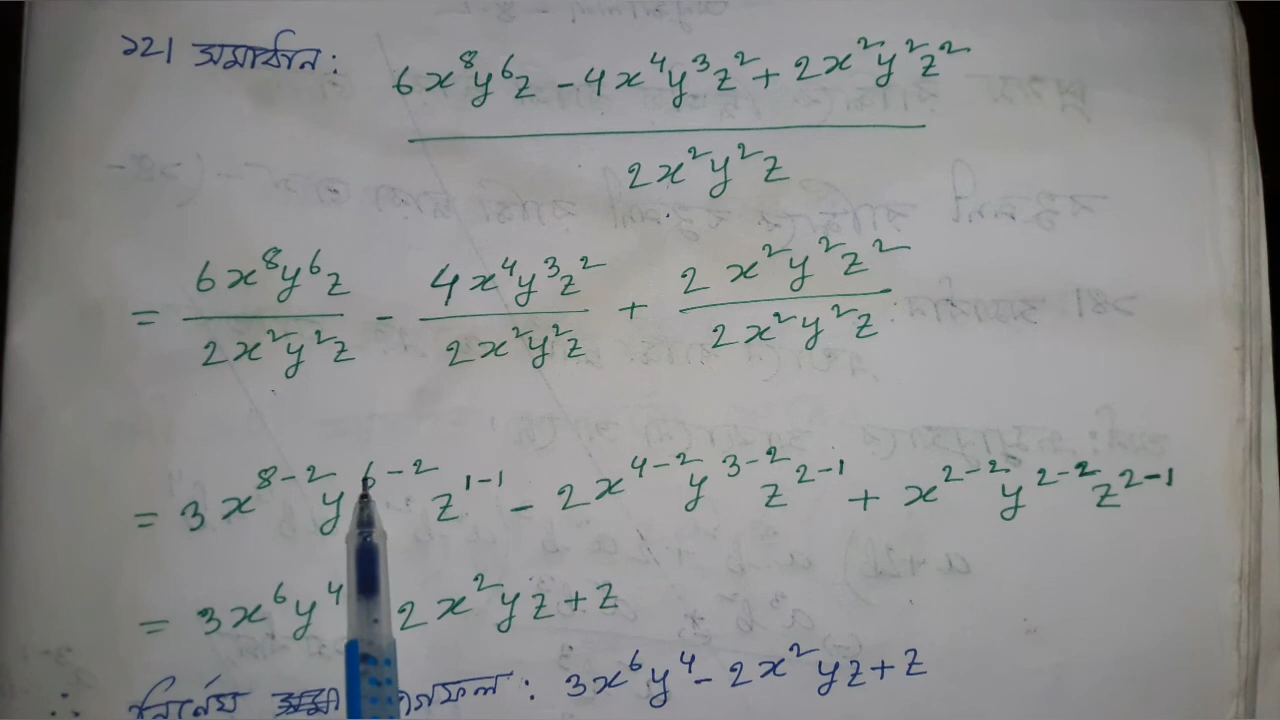 ১২। সমাধান: (6x⁸y⁶z - 4x⁴y³z² + 2x²y²z²) / (2x²y²z)
= 6x⁸y⁶z / 2x²y²z - 4x⁴y³z² / 2x²y²z + 2x²y²z² / 2x²y²z
= 3x⁸⁻²y⁶⁻²z¹⁻¹ - 2x⁴⁻²y³⁻²z²⁻¹ + x²⁻²y²⁻²z²⁻¹
= 3x⁶y⁴ 2x²yz + z
∴ নির্ণেয় : 3x⁶y⁴ - 2x²yz + z